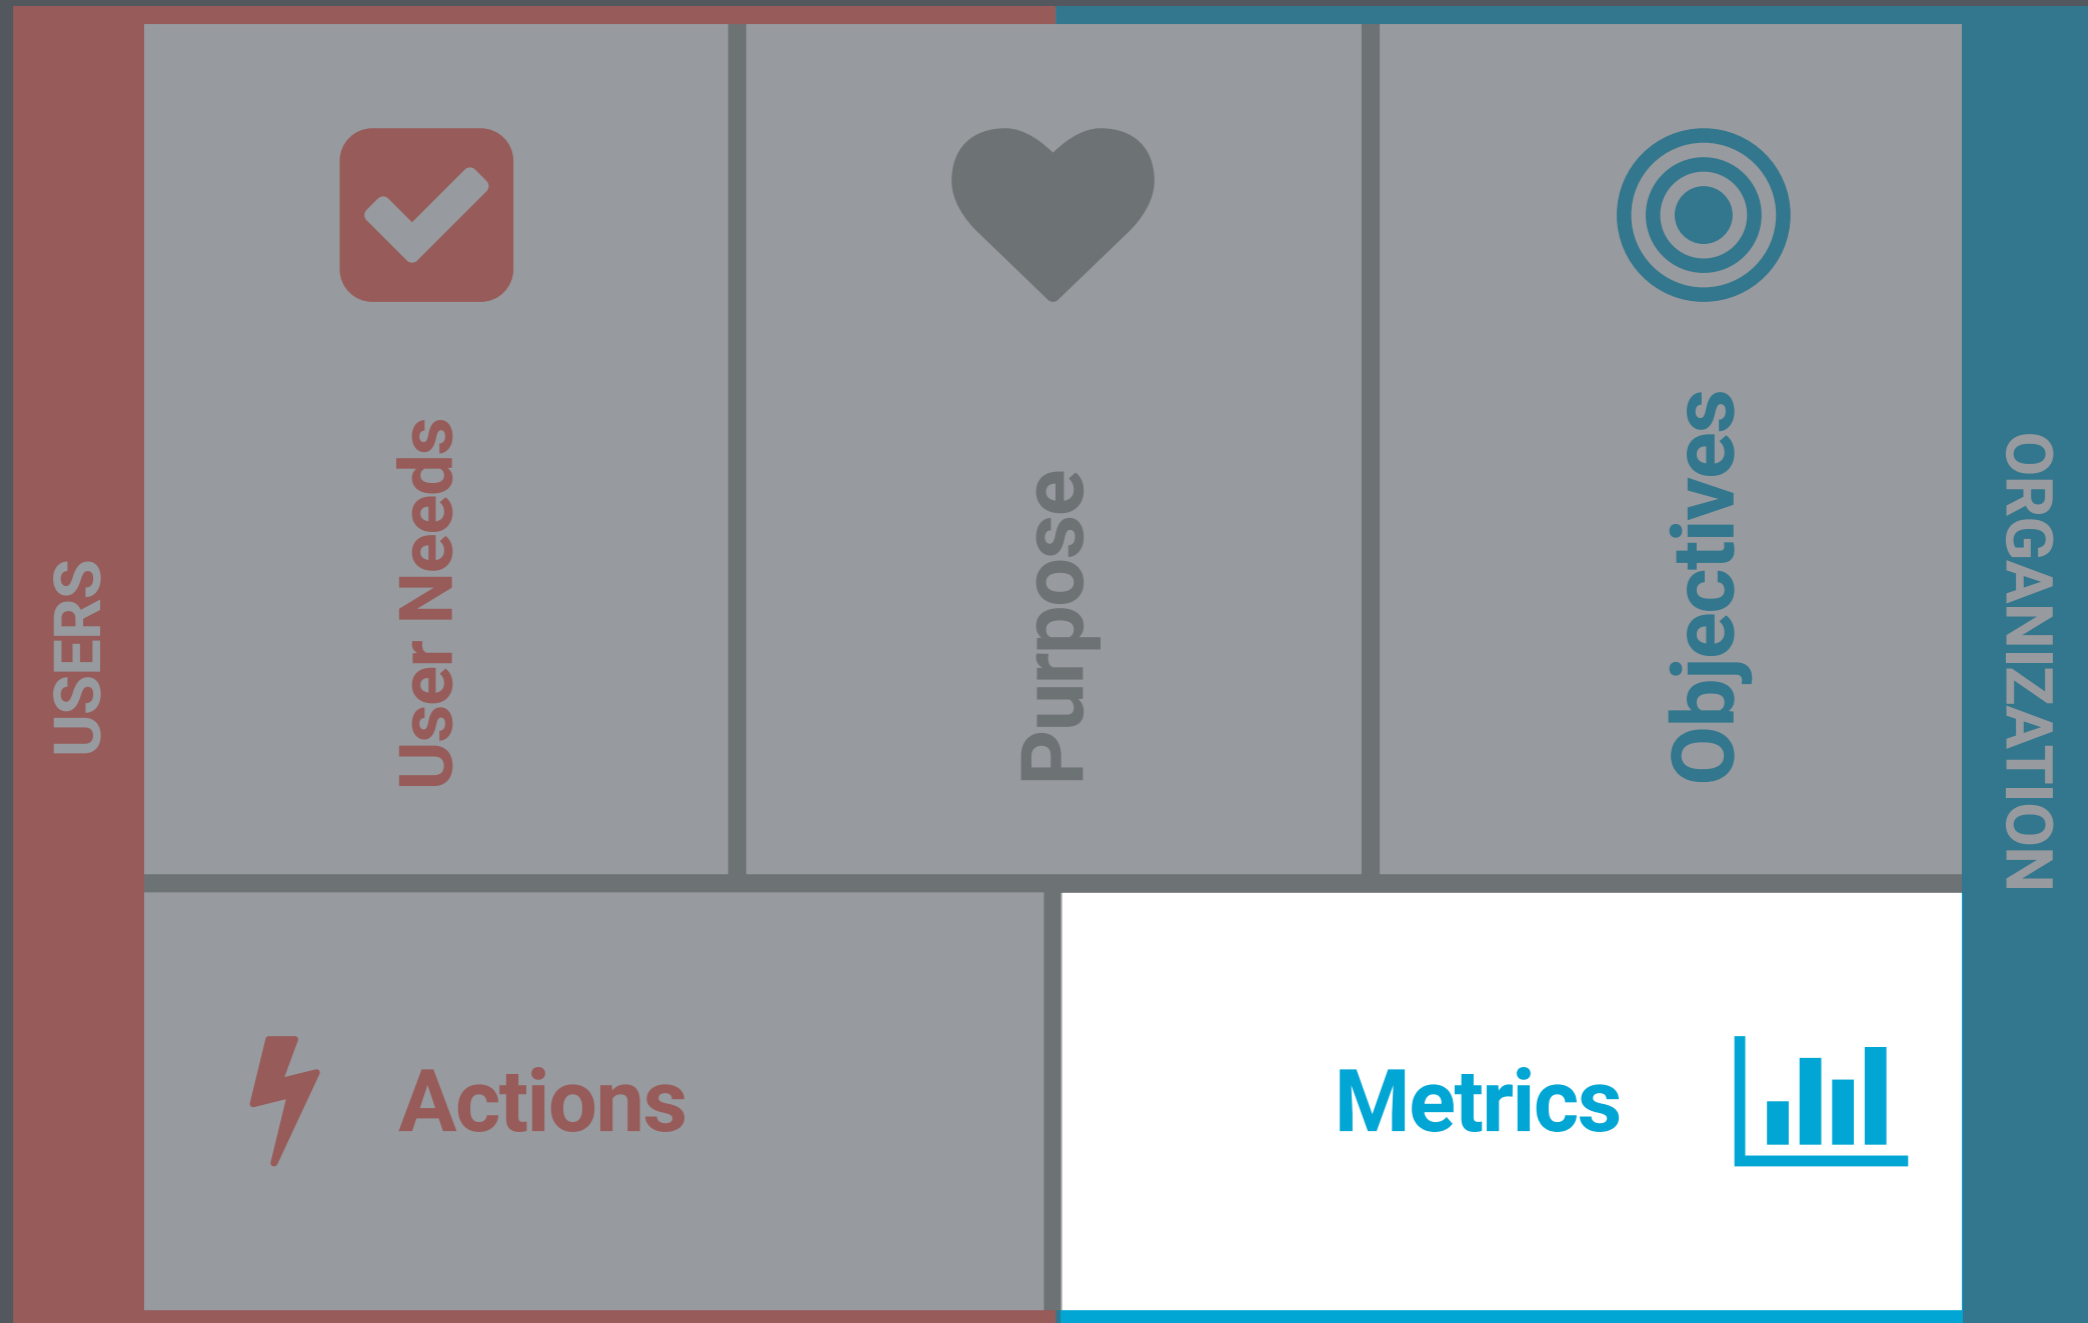 USERS
User Needs
Purpose
Objectives
ORGANIZATION
Actions
Metrics